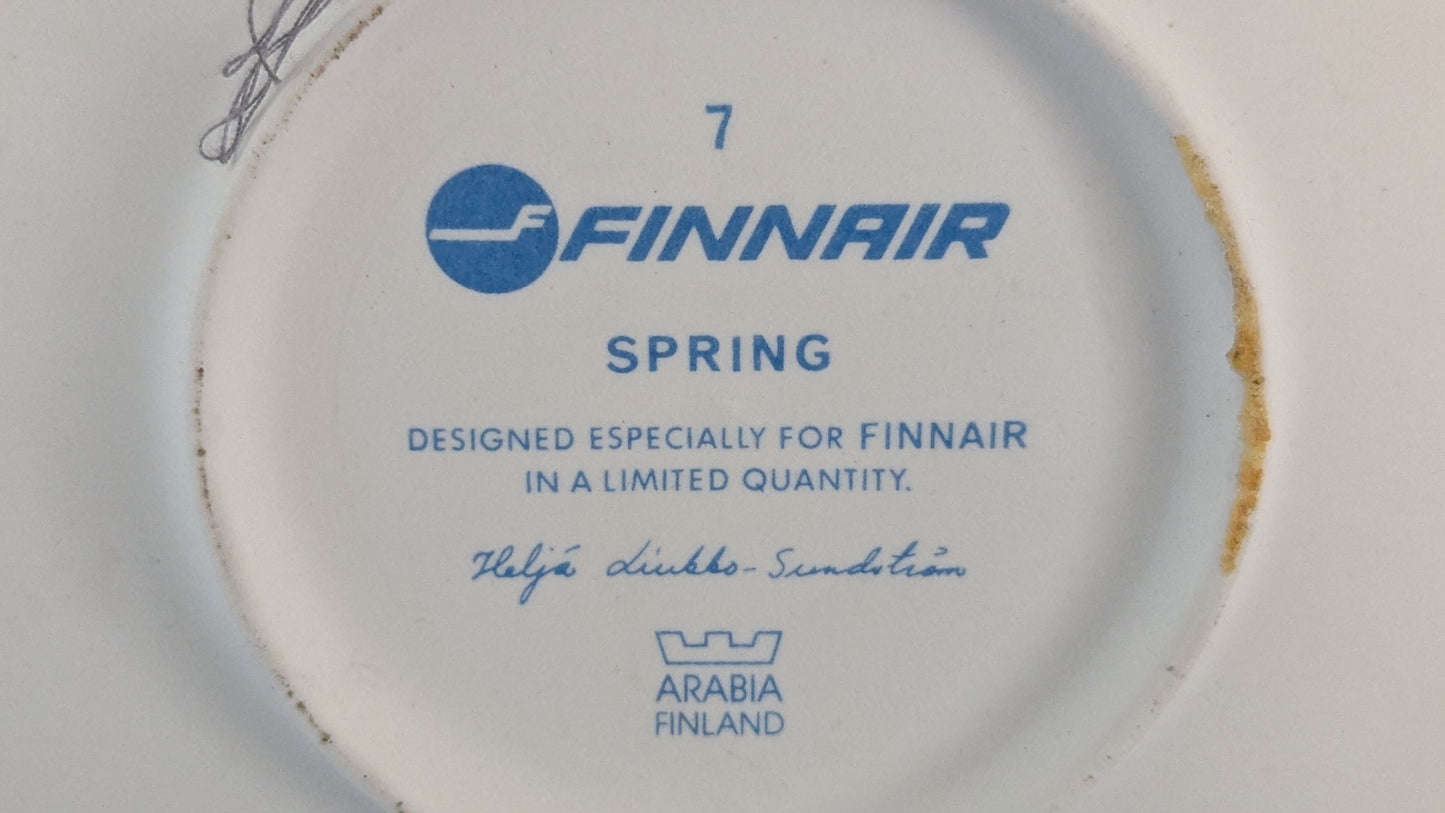 7
F FINNAIR
SPRING
DESIGNED ESPECIALLY FOR FINNAIR
IN A LIMITED QUANTITY.
Heljä Liukko-Sundström
ARABIA
FINLAND